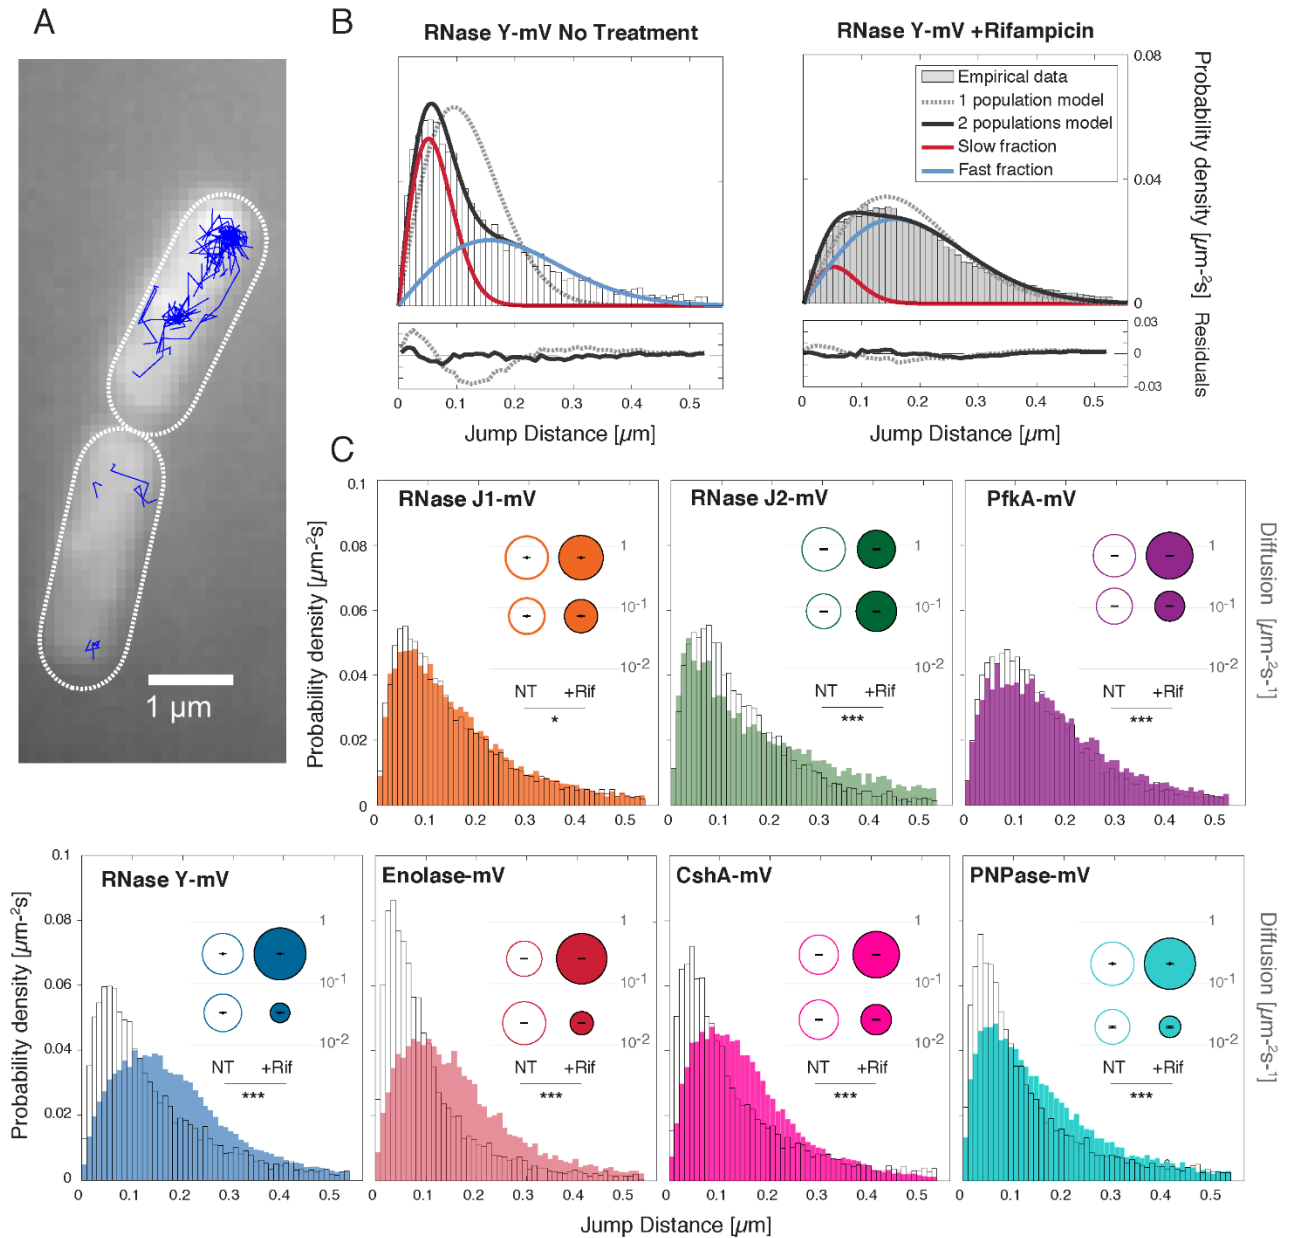 A
B
RNase Y-mV No Treatment
RNase Y-mV +Rifampicin
0.08
Empirical data
1 population model
2 populations model
Slow fraction
Fast fraction
0.04
0
Probability density [µm-²s]
0.03
0
-0.03
Residuals
0 0.1 0.2 0.3 0.4 0.5
0 0.1 0.2 0.3 0.4 0.5
Jump Distance [µm]
Jump Distance [µm]
1 µm
C
0.1
0.08
0.06
0.04
0.02
0
Probability density [µm-²s]
RNase J1-mV
NT +Rif
*
0 0.1 0.2 0.3 0.4 0.5
RNase J2-mV
NT +Rif
***
0 0.1 0.2 0.3 0.4 0.5
PfkA-mV
NT +Rif
***
0 0.1 0.2 0.3 0.4 0.5
1
10-1
10-2
1
10-1
10-2
1
10-1
10-2
Diffusion [µm-²s-¹]
0.1
0.08
0.06
0.04
0.02
0
Probability density [µm-²s]
RNase Y-mV
1
10-1
10-2
NT +Rif
***
0 0.1 0.2 0.3 0.4 0.5
Enolase-mV
1
10-1
10-2
NT +Rif
***
0 0.1 0.2 0.3 0.4 0.5
CshA-mV
1
10-1
10-2
NT +Rif
***
0 0.1 0.2 0.3 0.4 0.5
PNPase-mV
1
10-1
10-2
NT +Rif
***
0 0.1 0.2 0.3 0.4 0.5
Diffusion [µm-²s-¹]
Jump Distance [µm]